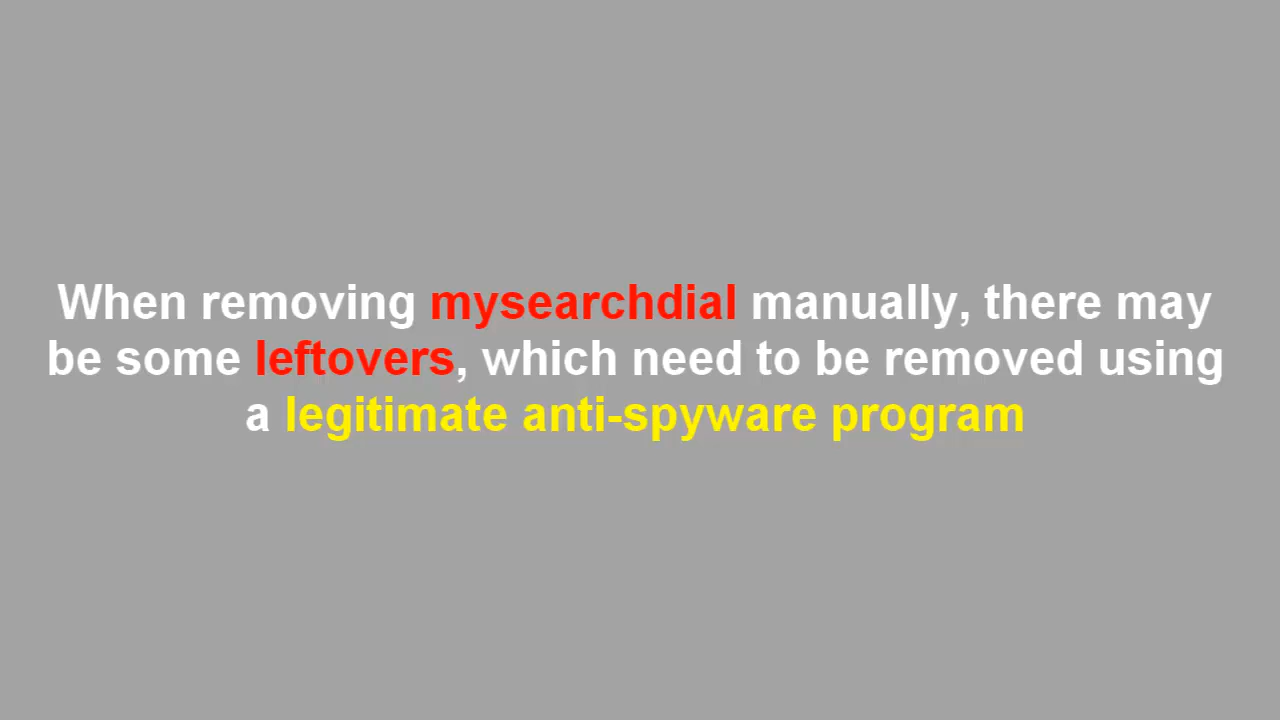 When removing mysearchdial manually, there may
be some leftovers, which need to be removed using
a legitimate anti-spyware program